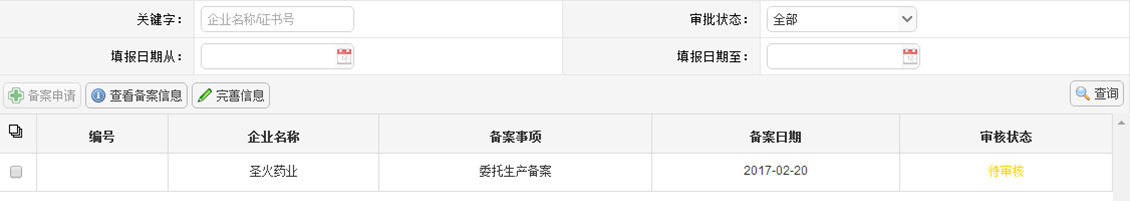 关键字： 企业名称/证书号 审批状态： 全部
填报日期从： 填报日期至：
备案申请 查看备案信息 完善信息 查询
编号 企业名称 备案事项 备案日期 审核状态
圣火药业 委托生产备案 2017-02-20 待审核